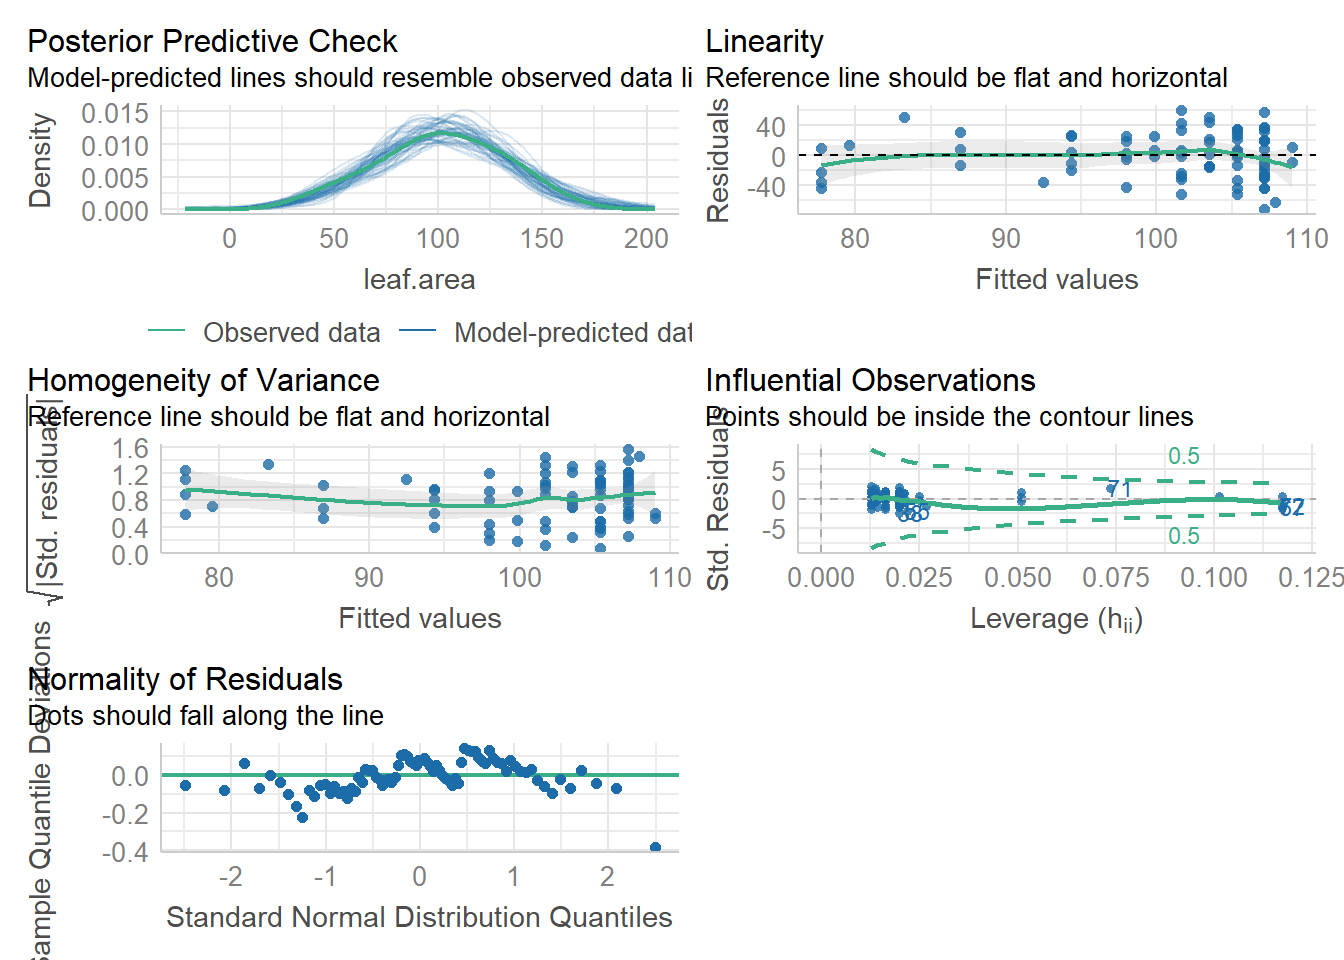 Posterior Predictive Check
Model-predicted lines should resemble observed data li
Density
0.015
0.010
0.005
0.000
0 50 100 150 200
leaf.area
Observed data Model-predicted dat
Linearity
Reference line should be flat and horizontal
Residuals
40
0
-40
80 90 100 110
Fitted values
Homogeneity of Variance
Reference line should be flat and horizontal
√|Std. residuals|
1.6
1.2
0.8
0.4
0.0
80 90 100 110
Fitted values
Influential Observations
Points should be inside the contour lines
Std. Residuals
5
0
-5
0.5
71
0.5
0.000 0.025 0.050 0.075 0.100 0.125
Leverage (hii)
Normality of Residuals
Dots should fall along the line
Sample Quantile Deviations
0.0
-0.2
-0.4
-2 -1 0 1 2
Standard Normal Distribution Quantiles